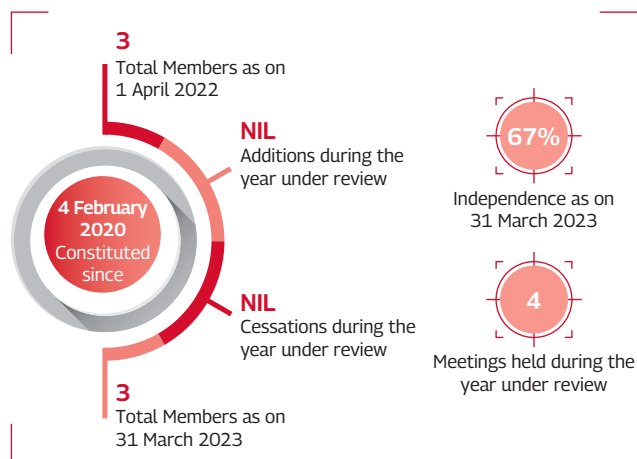 3
Total Members as on
1 April 2022
NIL
Additions during the
year under review
4 February
2020
Constituted
since
NIL
Cessations during the
year under review
3
Total Members as on
31 March 2023
67%
Independence as on
31 March 2023
4
Meetings held during the
year under review